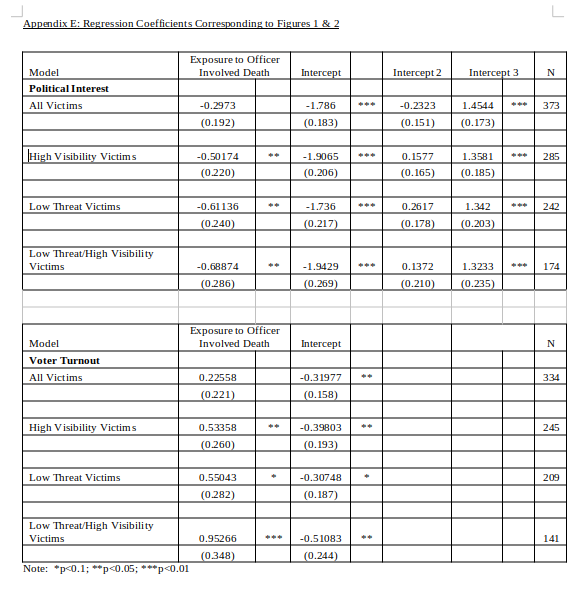 Appendix E: Regression Coefficients Corresponding to Figures 1 & 2
Exposure to Officer
Model Involved Death Intercept Intercept 2 Intercept 3 N
Political Interest
All Victims -0.2973 -1.786 *** -0.2323 1.4544 *** 373
(0.192) (0.183) (0.151) (0.173)
High Visibility Victims -0.50174 ** -1.9065 *** 0.1577 1.3581 *** 285
(0.220) (0.206) (0.165) (0.185)
Low Threat Victims -0.61136 ** -1.736 *** 0.2617 1.342 *** 242
(0.240) (0.217) (0.178) (0.203)
Low Threat/High Visibility
Victims -0.68874 ** -1.9429 *** 0.1372 1.3233 *** 174
(0.286) (0.269) (0.210) (0.235)
Exposure to Officer
Model Involved Death Intercept N
Voter Turnout
All Victims 0.22558 -0.31977 ** 334
(0.221) (0.158)
High Visibility Victims 0.53358 ** -0.39803 ** 245
(0.260) (0.193)
Low Threat Victims 0.55043 * -0.30748 * 209
(0.282) (0.187)
Low Threat/High Visibility
Victims 0.95266 *** -0.51083 ** 141
(0.348) (0.244)
Note: *p<0.1; **p<0.05; ***p<0.01